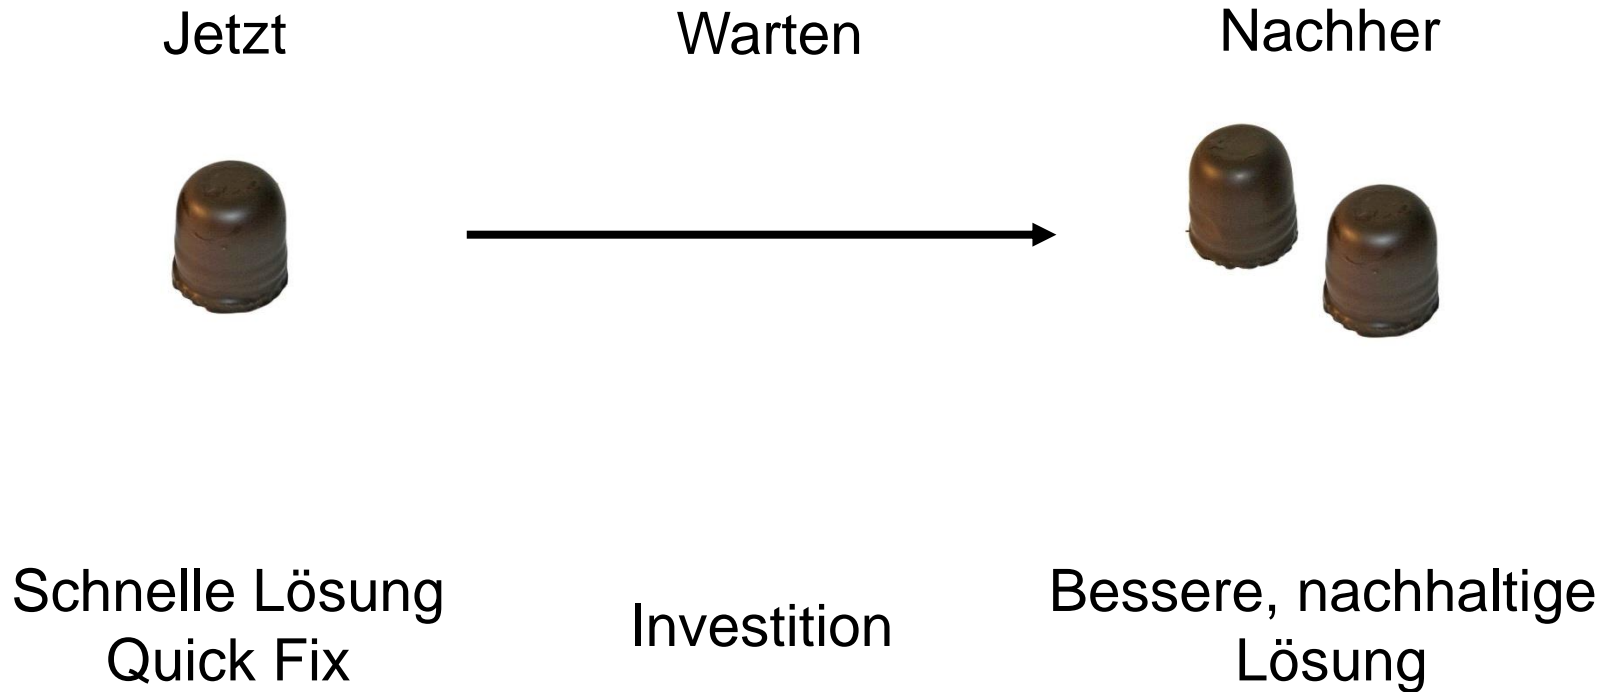 Jetzt
Warten
Nachher
Schnelle Lösung
Quick Fix
Investition
Bessere, nachhaltige
Lösung